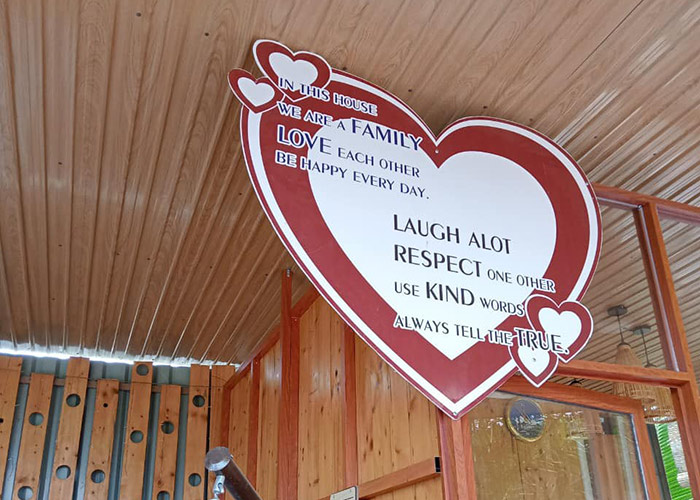 IN THIS HOUSE
WE ARE A FAMILY
LOVE EACH OTHER
BE HAPPY EVERY DAY.
LAUGH ALOT
RESPECT ONE OTHER
USE KIND WORDS
ALWAYS TELL THE TRUE.